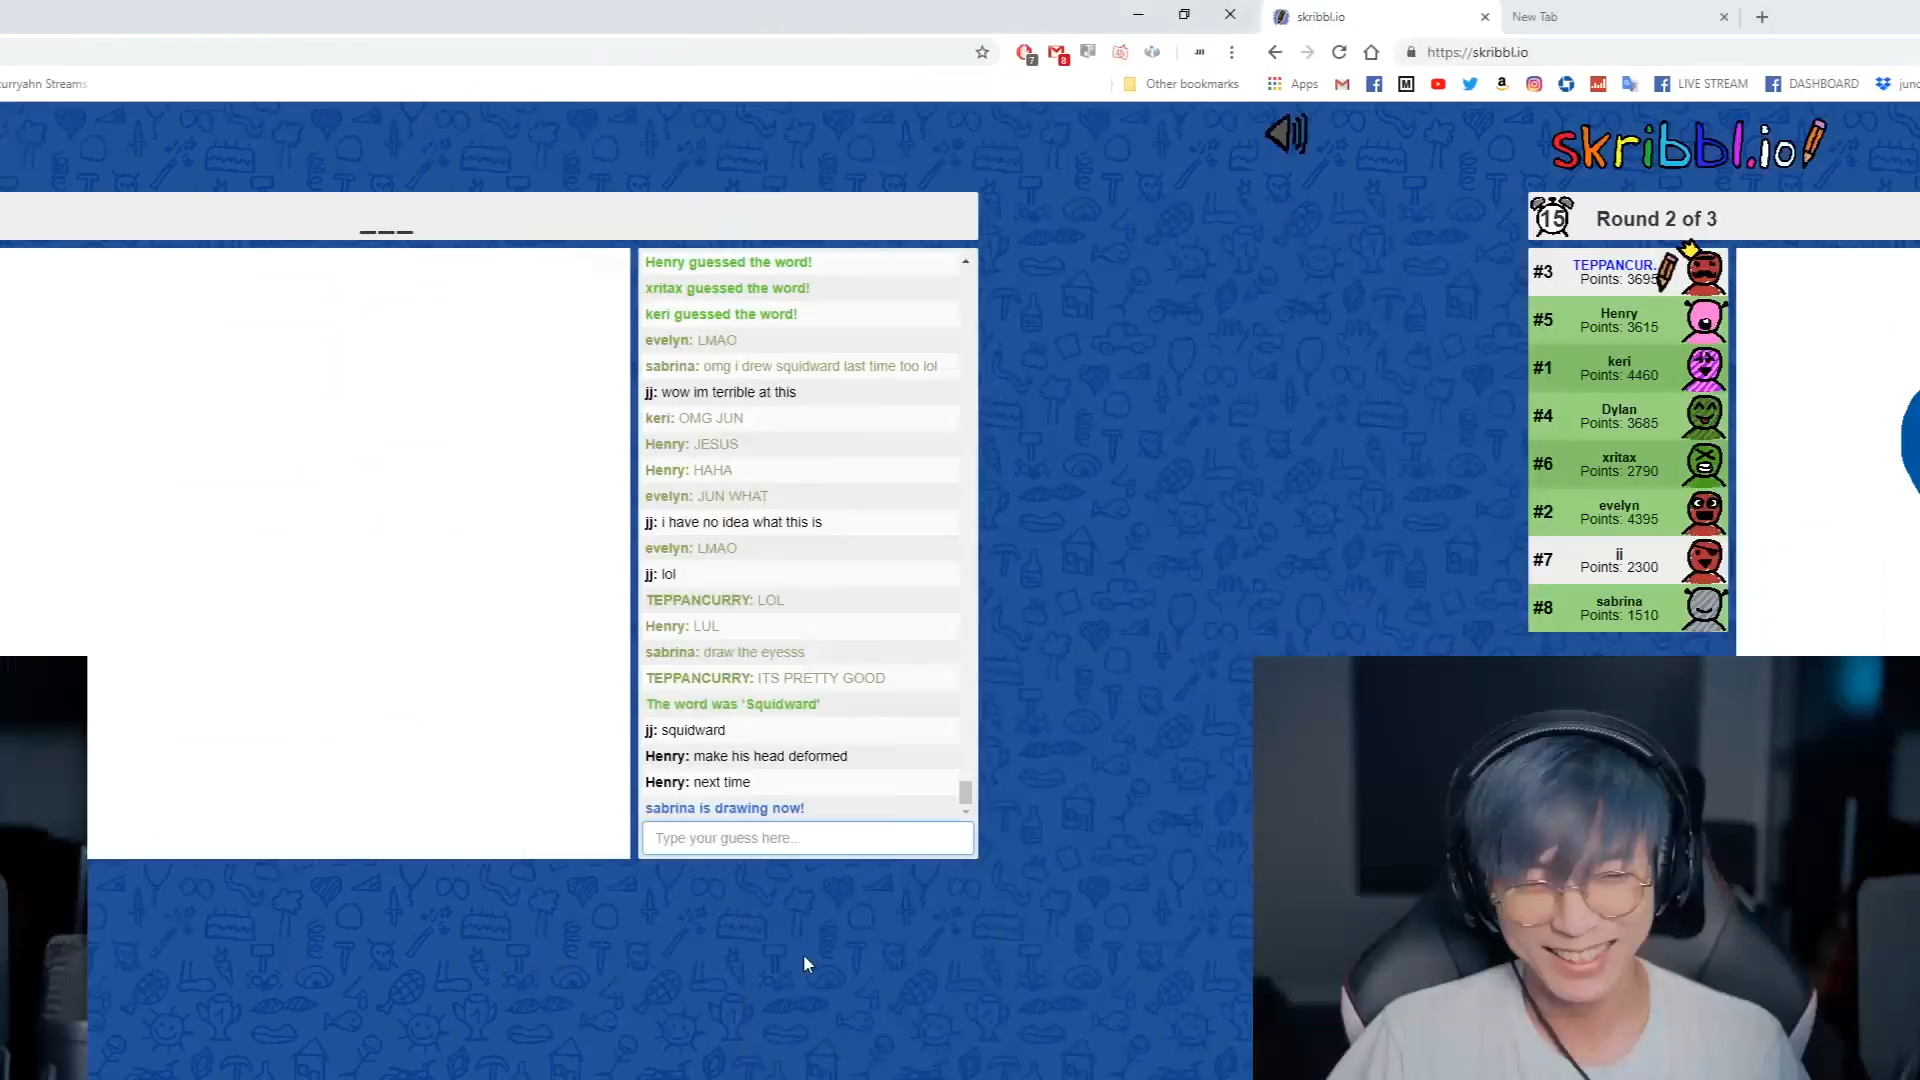 skribbl.io
New Tab
https://skribbl.io
7
8
urryahn Streams
Other bookmarks
Apps
LIVE STREAM
DASHBOARD
skribbl.io
___
15
Round 2 of 3
Henry guessed the word!
xritax guessed the word!
keri guessed the word!
evelyn: LMAO
sabrina: omg i drew squidward last time too lol
jj: wow im terrible at this
keri: OMG JUN
Henry: JESUS
Henry: HAHA
evelyn: JUN WHAT
jj: i have no idea what this is
evelyn: LMAO
jj: lol
TEPPANCURRY: LOL
Henry: LUL
sabrina: draw the eyesss
TEPPANCURRY: ITS PRETTY GOOD
The word was 'Squidward'
jj: squidward
Henry: make his head deformed
Henry: next time
sabrina is drawing now!
Type your guess here...
#3
TEPPANCUR.
Points: 3695
#5
Henry
Points: 3615
#1
keri
Points: 4460
#4
Dylan
Points: 3685
#6
xritax
Points: 2790
#2
evelyn
Points: 4395
#7
jj
Points: 2300
#8
sabrina
Points: 1510